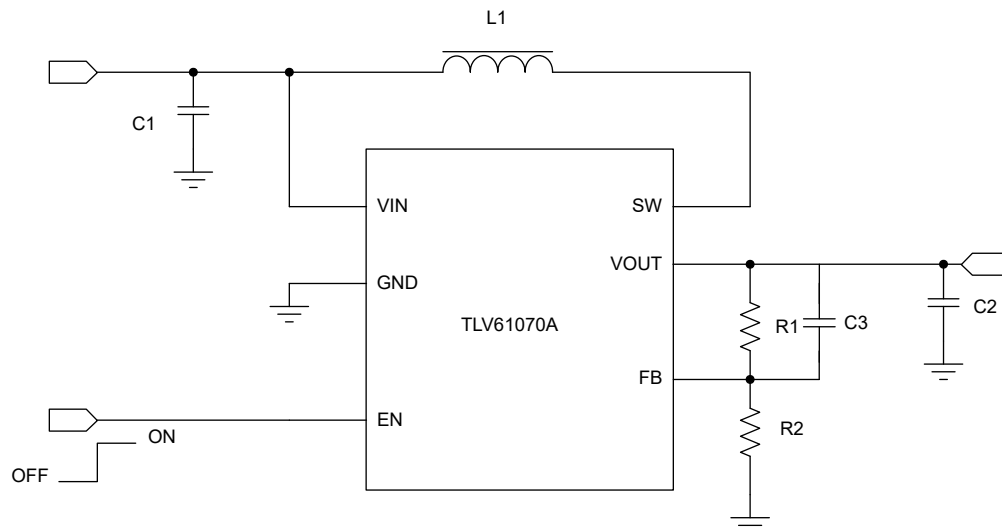 L1
C1
VIN
SW
VOUT
GND
TLV61070A
R1
C3
C2
FB
EN
R2
ON
OFF